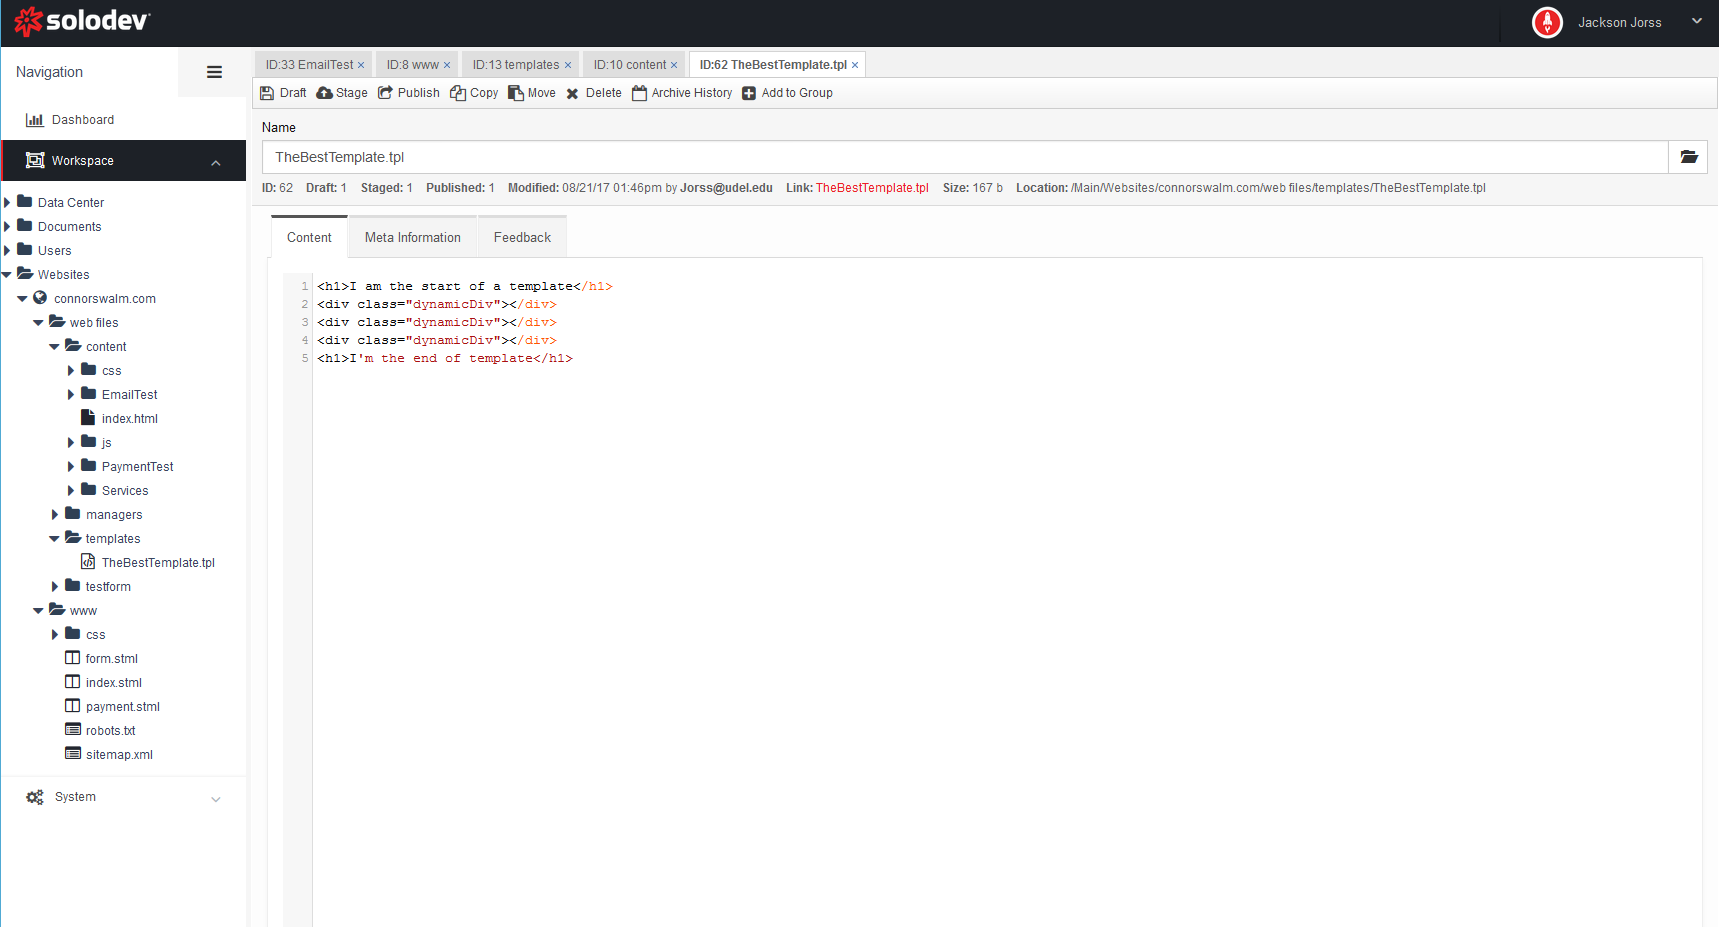 solodev
Jackson Jorss
Navigation
ID:33 EmailTest × ID:8 www × ID:13 templates × ID:10 content × ID:62 TheBestTemplate.tpl ×
Draft Stage Publish Copy Move Delete Archive History Add to Group
Dashboard
Workspace
Data Center
Documents
Users
Websites
connorswalm.com
web files
content
css
EmailTest
index.html
js
PaymentTest
Services
managers
templates
TheBestTemplate.tpl
testform
www
css
form.stml
index.stml
payment.stml
robots.txt
sitemap.xml
System
Name
TheBestTemplate.tpl
ID: 62 Draft: 1 Staged: 1 Published: 1 Modified: 08/21/17 01:46pm by Jorss@udel.edu Link: TheBestTemplate.tpl Size: 167 b Location: /Main/Websites/connorswalm.com/web files/templates/TheBestTemplate.tpl
Content Meta Information Feedback
1 <h1>I am the start of a template</h1>
2 <div class="dynamicDiv"></div>
3 <div class="dynamicDiv"></div>
4 <div class="dynamicDiv"></div>
5 <h1>I'm the end of template</h1>